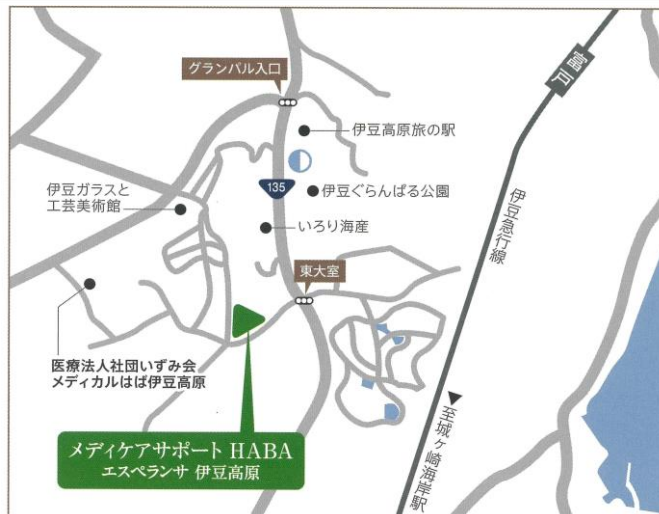 グランパル入口
富戸
伊豆高原旅の駅
135
伊豆ぐらんぱる公園
伊豆ガラスと
工芸美術館
いろり海産
伊豆急行線
東大室
医療法人社団いずみ会
メディカルはば伊豆高原
至城ヶ崎海岸駅
メディケアサポート HABA
エスペランサ 伊豆高原